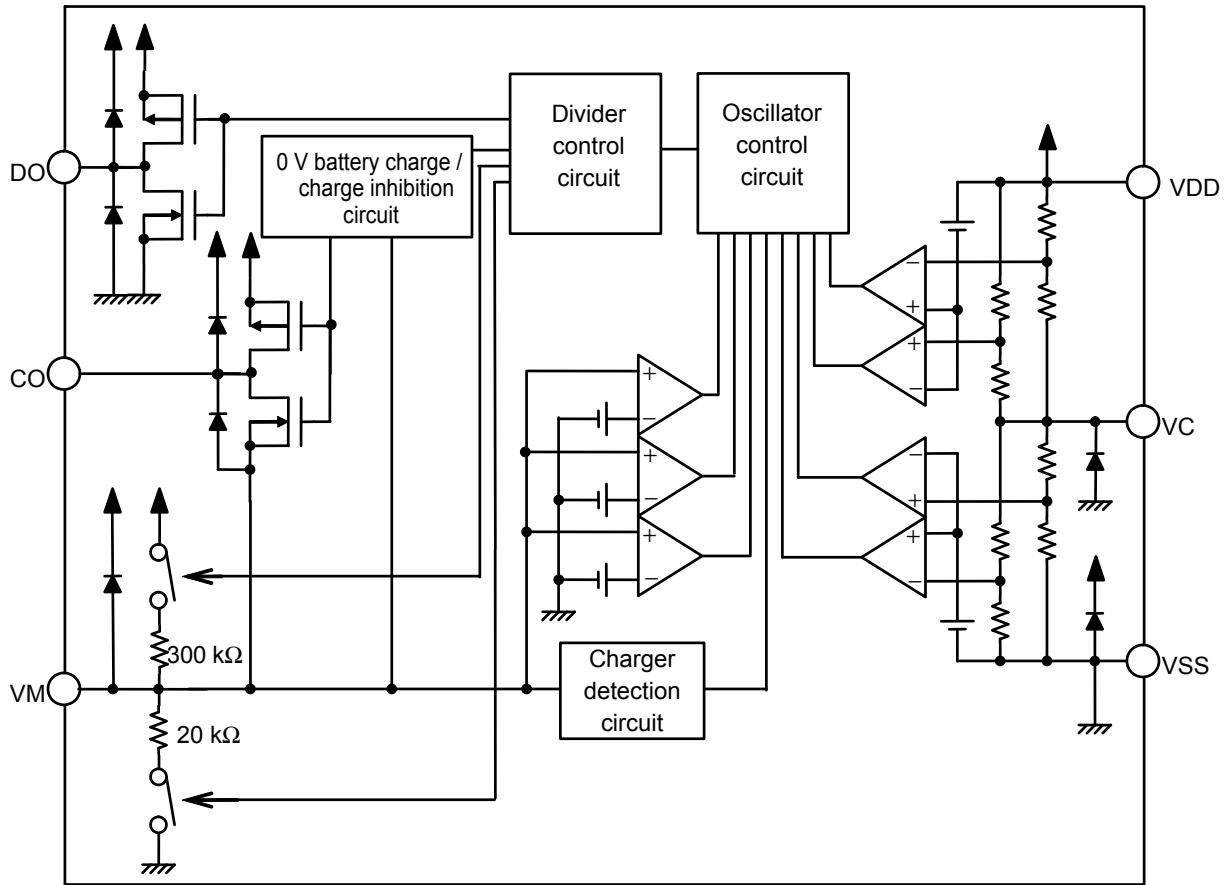 Divider
control
circuit
Oscillator
control
circuit
0 V battery charge /
charge inhibition
circuit
DO
VDD
CO
VC
−
+
+
−
+
−
+
−
+
−
−
+
+
−
300 kΩ
VM
20 kΩ
Charger
detection
circuit
VSS